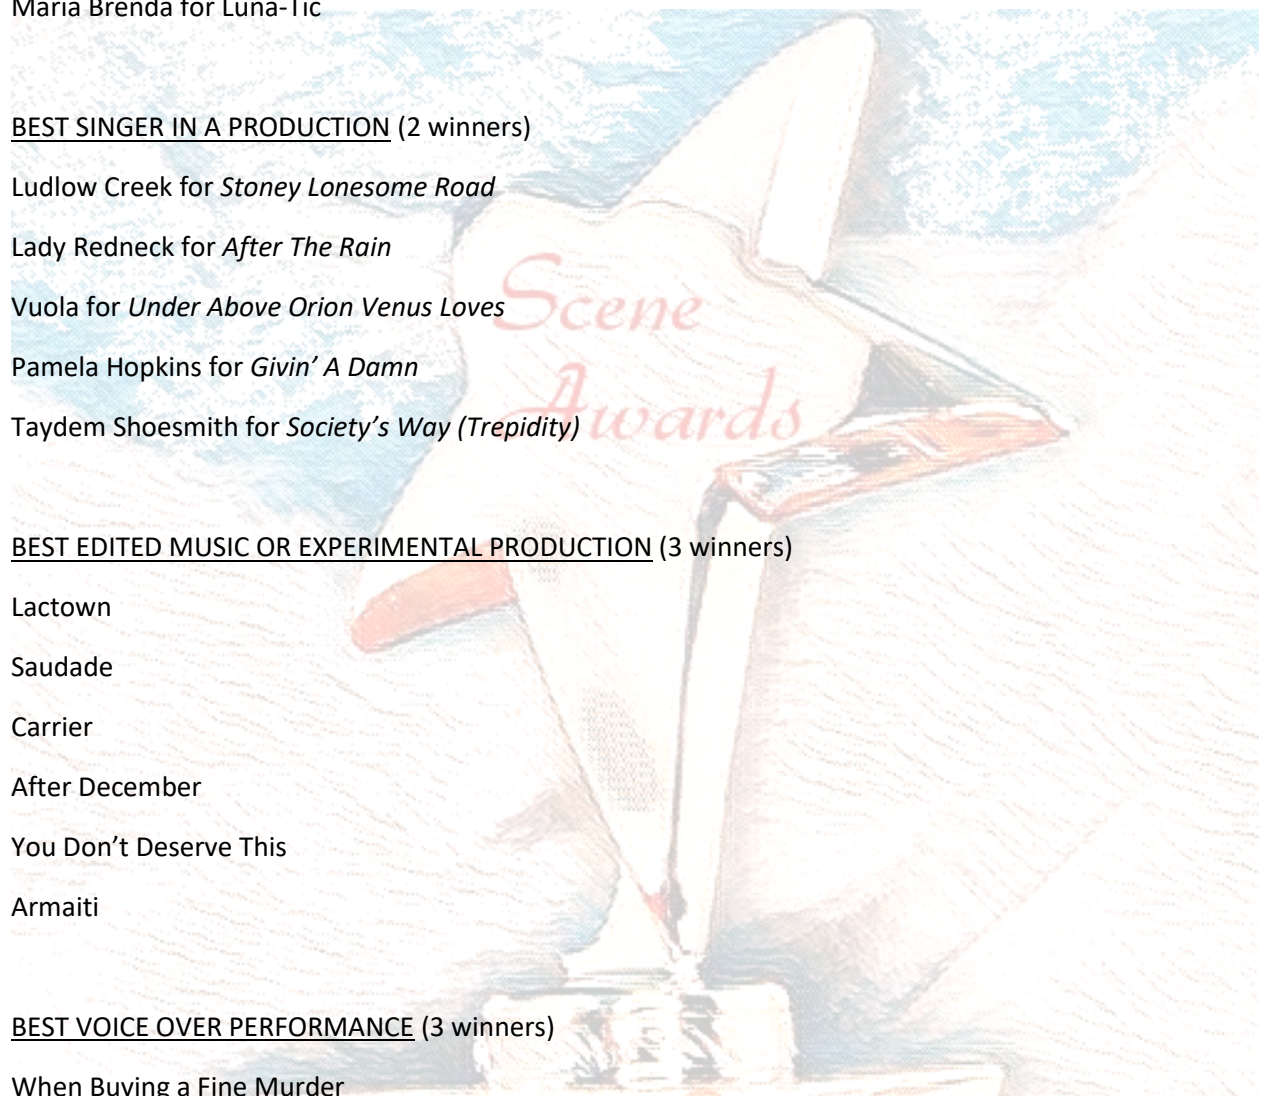 Maria Brenda for Luna-Tic
BEST SINGER IN A PRODUCTION (2 winners)
Ludlow Creek for Stoney Lonesome Road
Lady Redneck for After The Rain
Vuola for Under Above Orion Venus Loves
Pamela Hopkins for Givin’ A Damn
Taydem Shoesmith for Society’s Way (Trepidity)
Scene
Awards
BEST EDITED MUSIC OR EXPERIMENTAL PRODUCTION (3 winners)
Lactown
Saudade
Carrier
After December
You Don’t Deserve This
Armaiti
BEST VOICE OVER PERFORMANCE (3 winners)
When Buying a Fine Murder